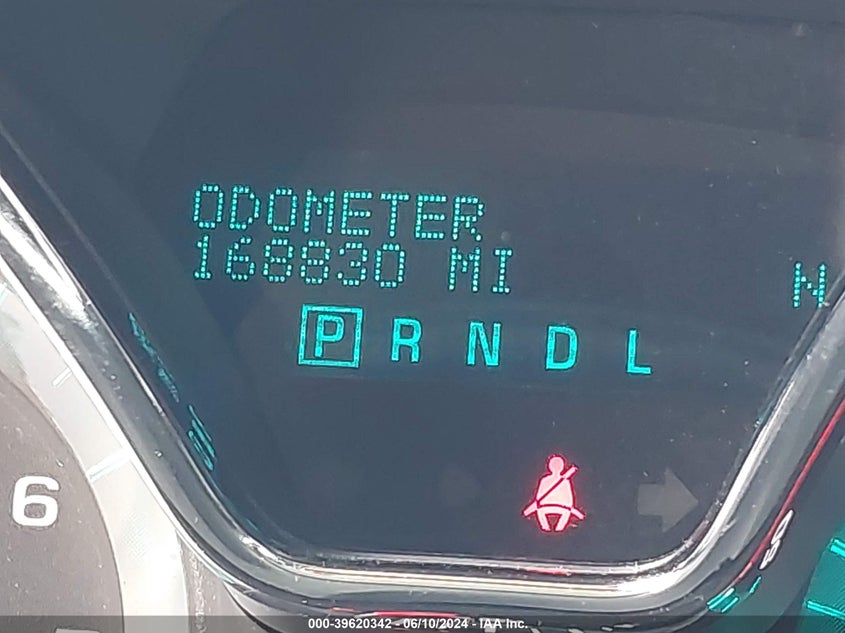 ODOMETER
168830 MI
N
P R N D L
6
000-39620342 - 06/10/2024 - IAA Inc.